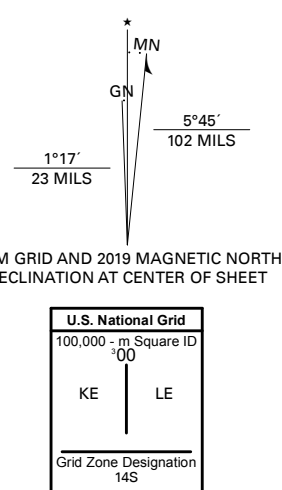 ★
MN
GN
5°45´
102 MILS
1°17´
23 MILS
M GRID AND 2019 MAGNETIC NORTH
ECLINATION AT CENTER OF SHEET
U.S. National Grid
100,000 - m Square ID
³00
KE LE
Grid Zone Designation
14S